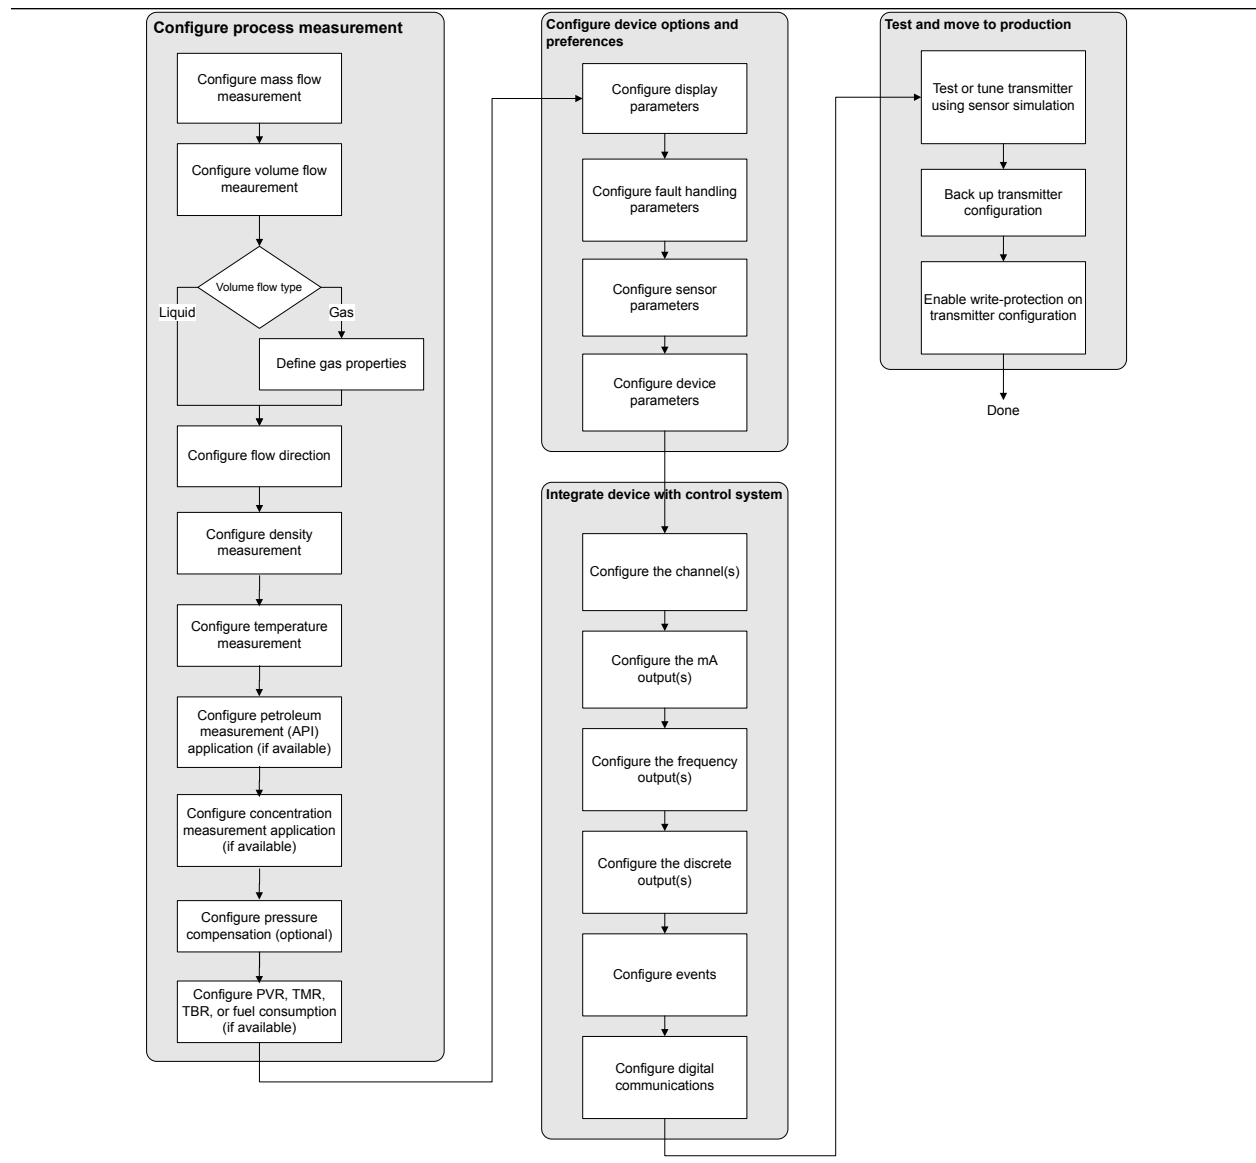 Configure process measurement
Configure mass flow
measurement
Configure volume flow
meaurement
Volume flow type
Liquid
Gas
Define gas properties
Configure flow direction
Configure density
measurement
Configure temperature
measurement
Configure petroleum
measurement (API)
application (if available)
Configure concentration
measurement application
(if available)
Configure pressure
compensation (optional)
Configure PVR, TMR,
TBR, or fuel consumption
(if available)
Configure device options and
preferences
Configure display
parameters
Configure fault handling
parameters
Configure sensor
parameters
Configure device
parameters
Integrate device with control system
Configure the channel(s)
Configure the mA
output(s)
Configure the frequency
output(s)
Configure the discrete
output(s)
Configure events
Configure digital
communications
Test and move to production
Test or tune transmitter
using sensor simulation
Back up transmitter
configuration
Enable write-protection on
transmitter configuration
Done